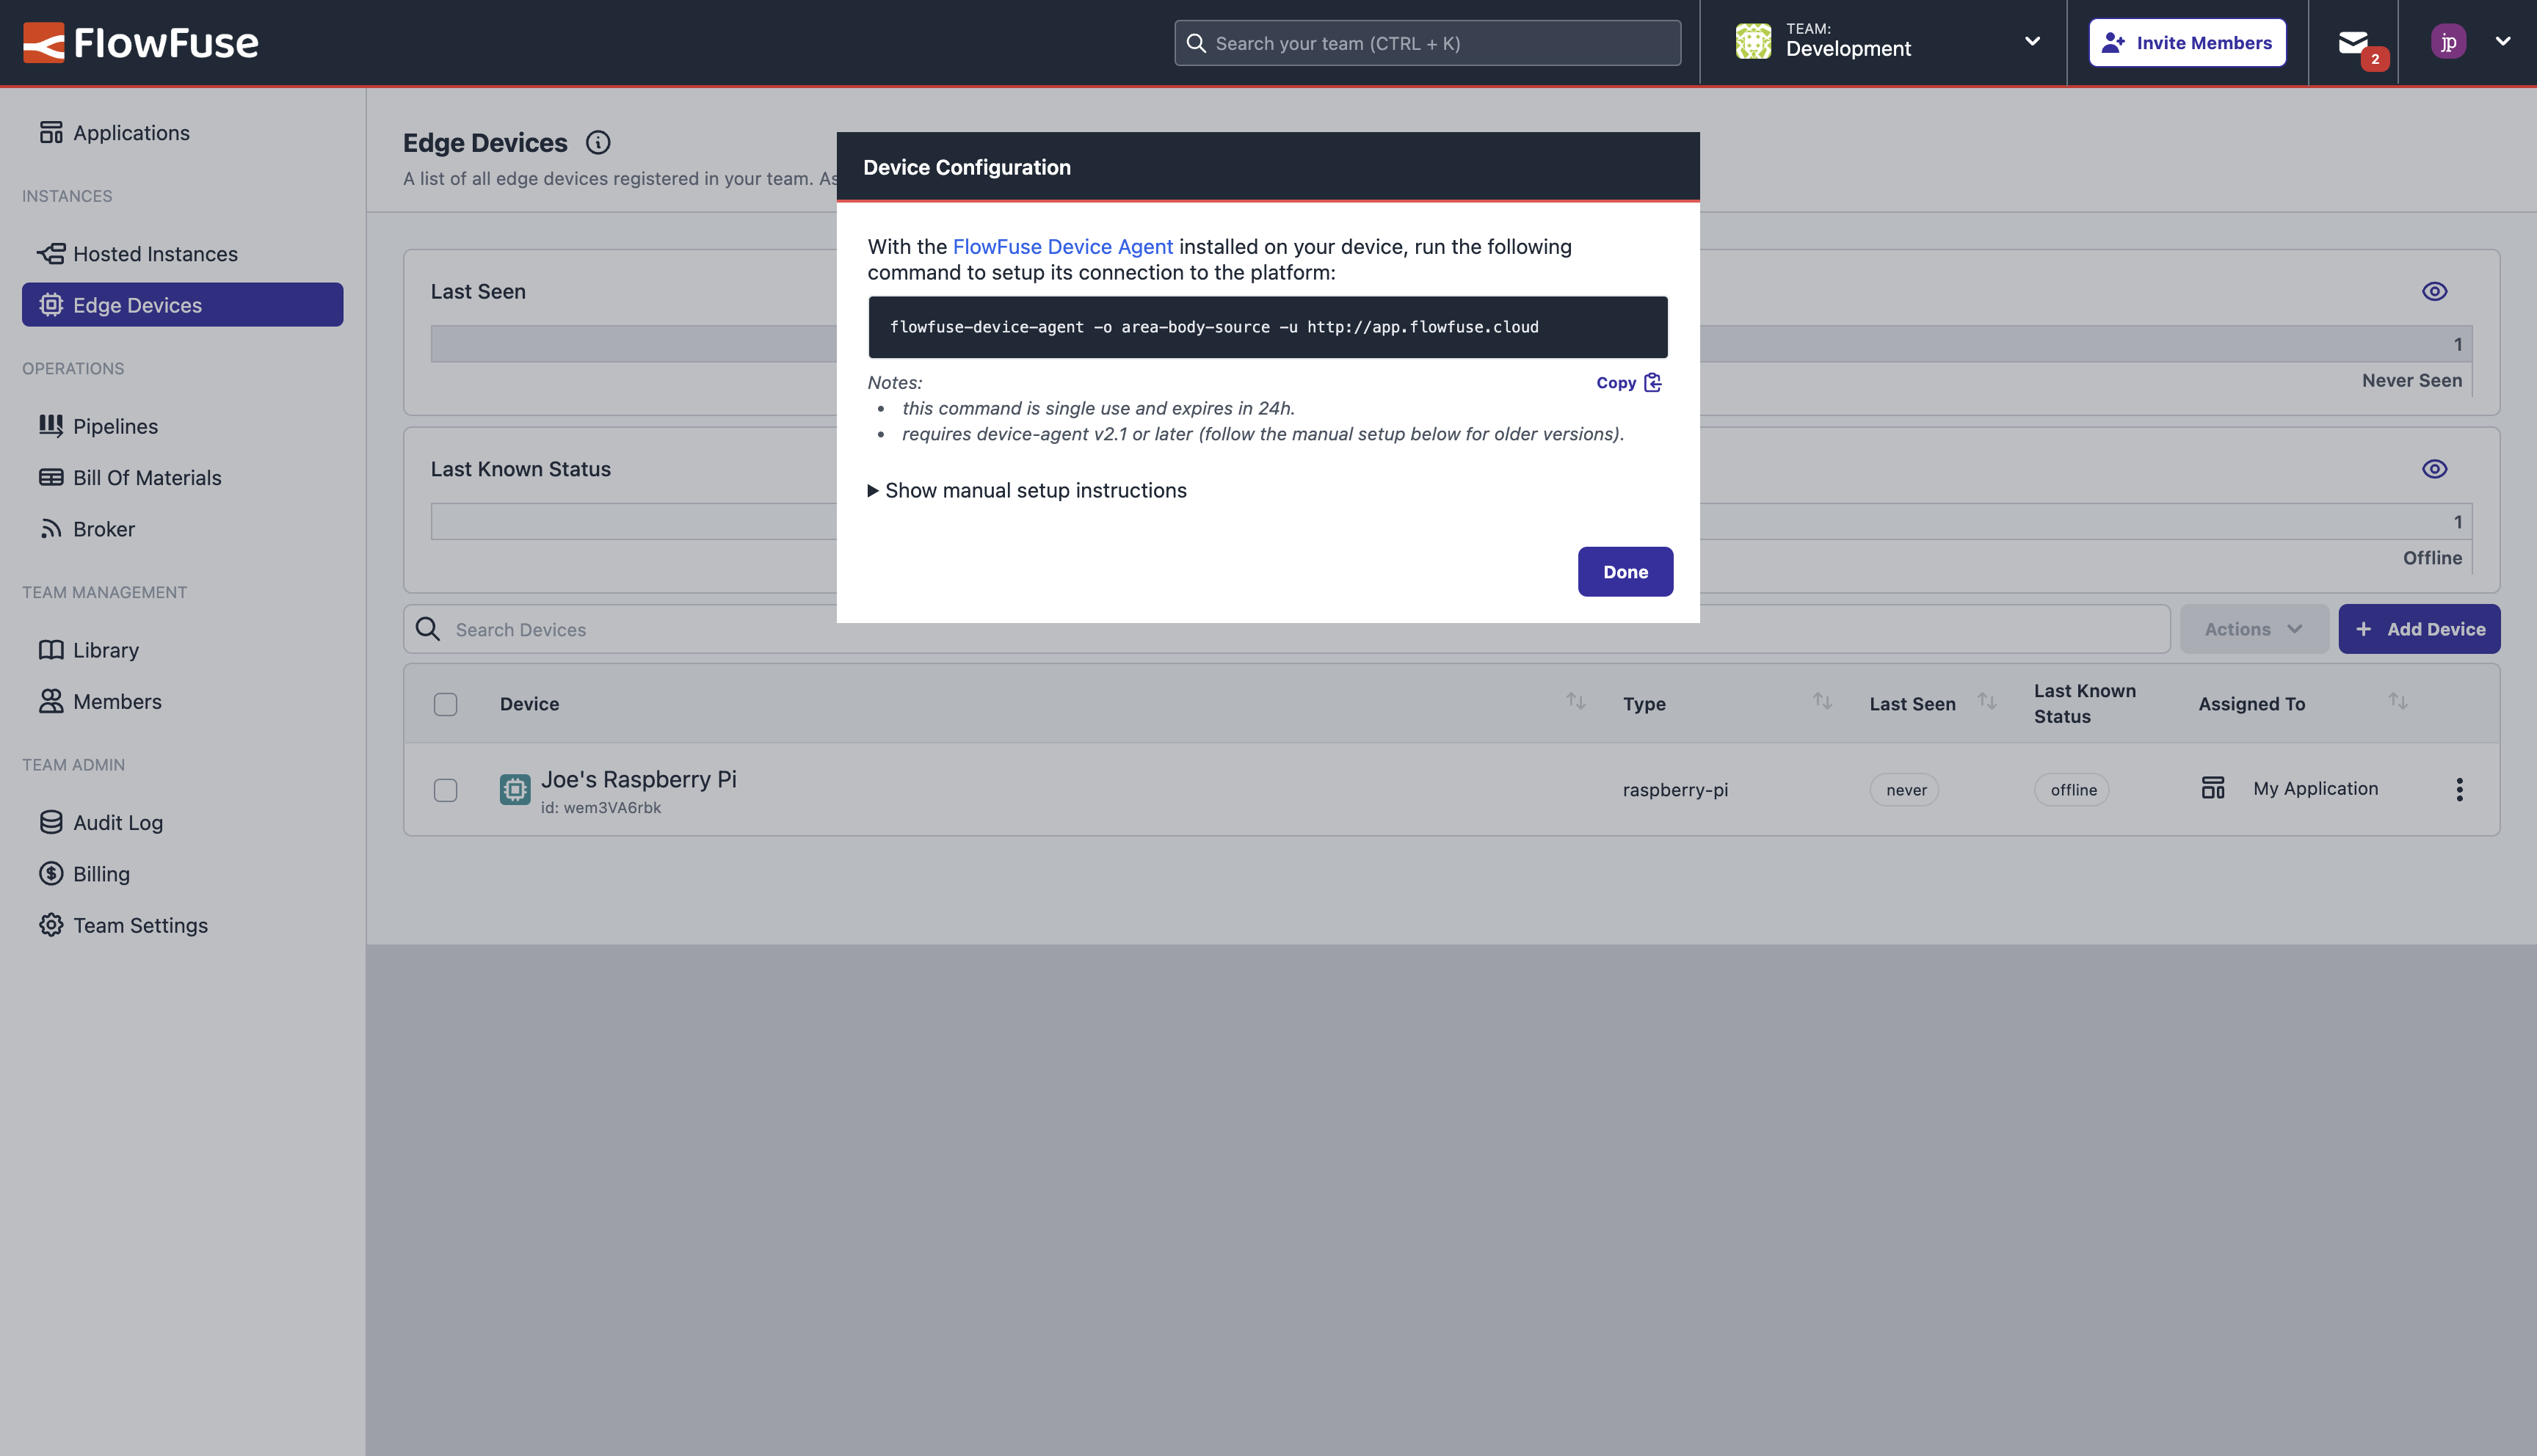 FlowFuse
Search your team (CTRL + K)
TEAM:
Development
Invite Members
2
jp
Applications
INSTANCES
Hosted Instances
Edge Devices
OPERATIONS
Pipelines
Bill Of Materials
Broker
TEAM MANAGEMENT
Library
Members
TEAM ADMIN
Audit Log
Billing
Team Settings
Edge Devices
A list of all edge devices registered in your team. As
Device Configuration
With the FlowFuse Device Agent installed on your device, run the following
command to setup its connection to the platform:
flowfuse-device-agent -o area-body-source -u http://app.flowfuse.cloud
Notes:
Copy
• this command is single use and expires in 24h.
• requires device-agent v2.1 or later (follow the manual setup below for older versions).
Show manual setup instructions
Done
Last Seen
1
Never Seen
Last Known Status
1
Offline
Search Devices
Actions
+ Add Device
Device
Type
Last Seen
Last Known
Status
Assigned To
Joe's Raspberry Pi
id: wem3VA6rbk
raspberry-pi
never
offline
My Application